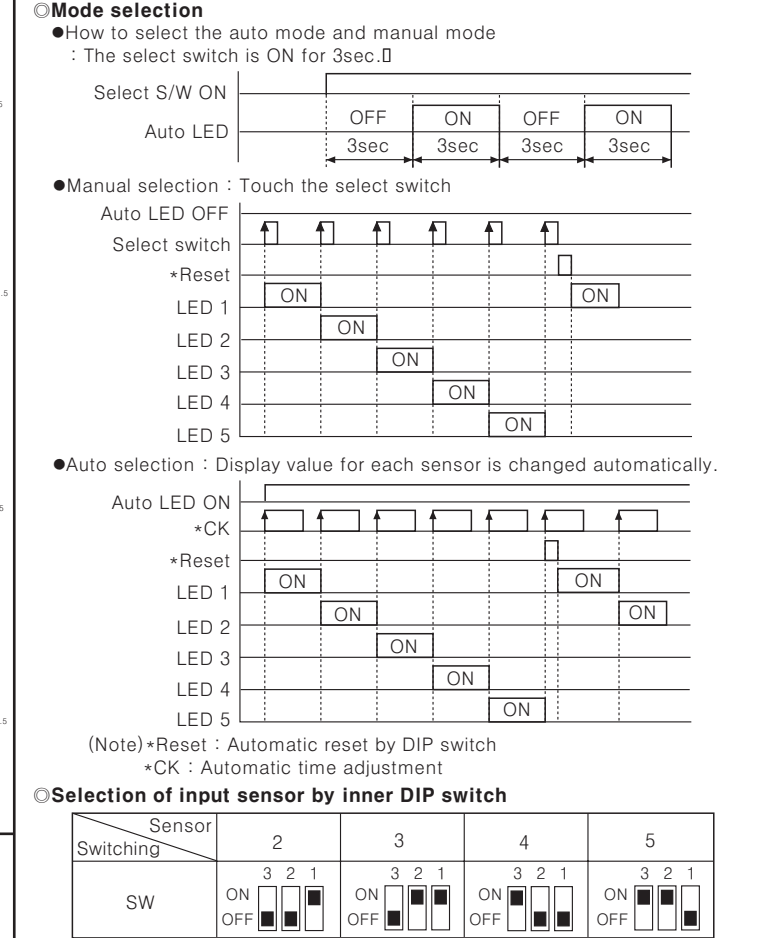 ◎Mode selection
●How to select the auto mode and manual mode
: The select switch is ON for 3sec.▯
Select S/W ON
Auto LED
OFF ON OFF ON
3sec 3sec 3sec 3sec
●Manual selection : Touch the select switch
Auto LED OFF
Select switch
*Reset
LED 1 ON ON
LED 2 ON
LED 3 ON
LED 4 ON
LED 5 ON
●Auto selection : Display value for each sensor is changed automatically.
Auto LED ON
*CK
*Reset
LED 1 ON ON
LED 2 ON ON
LED 3 ON
LED 4 ON
LED 5 ON
(Note)*Reset : Automatic reset by DIP switch
*CK : Automatic time adjustment
◎Selection of input sensor by inner DIP switch
Sensor
Switching
2 3 4 5
SW
3 2 1 3 2 1 3 2 1 3 2 1
ON ON ON ON
OFF OFF OFF OFF